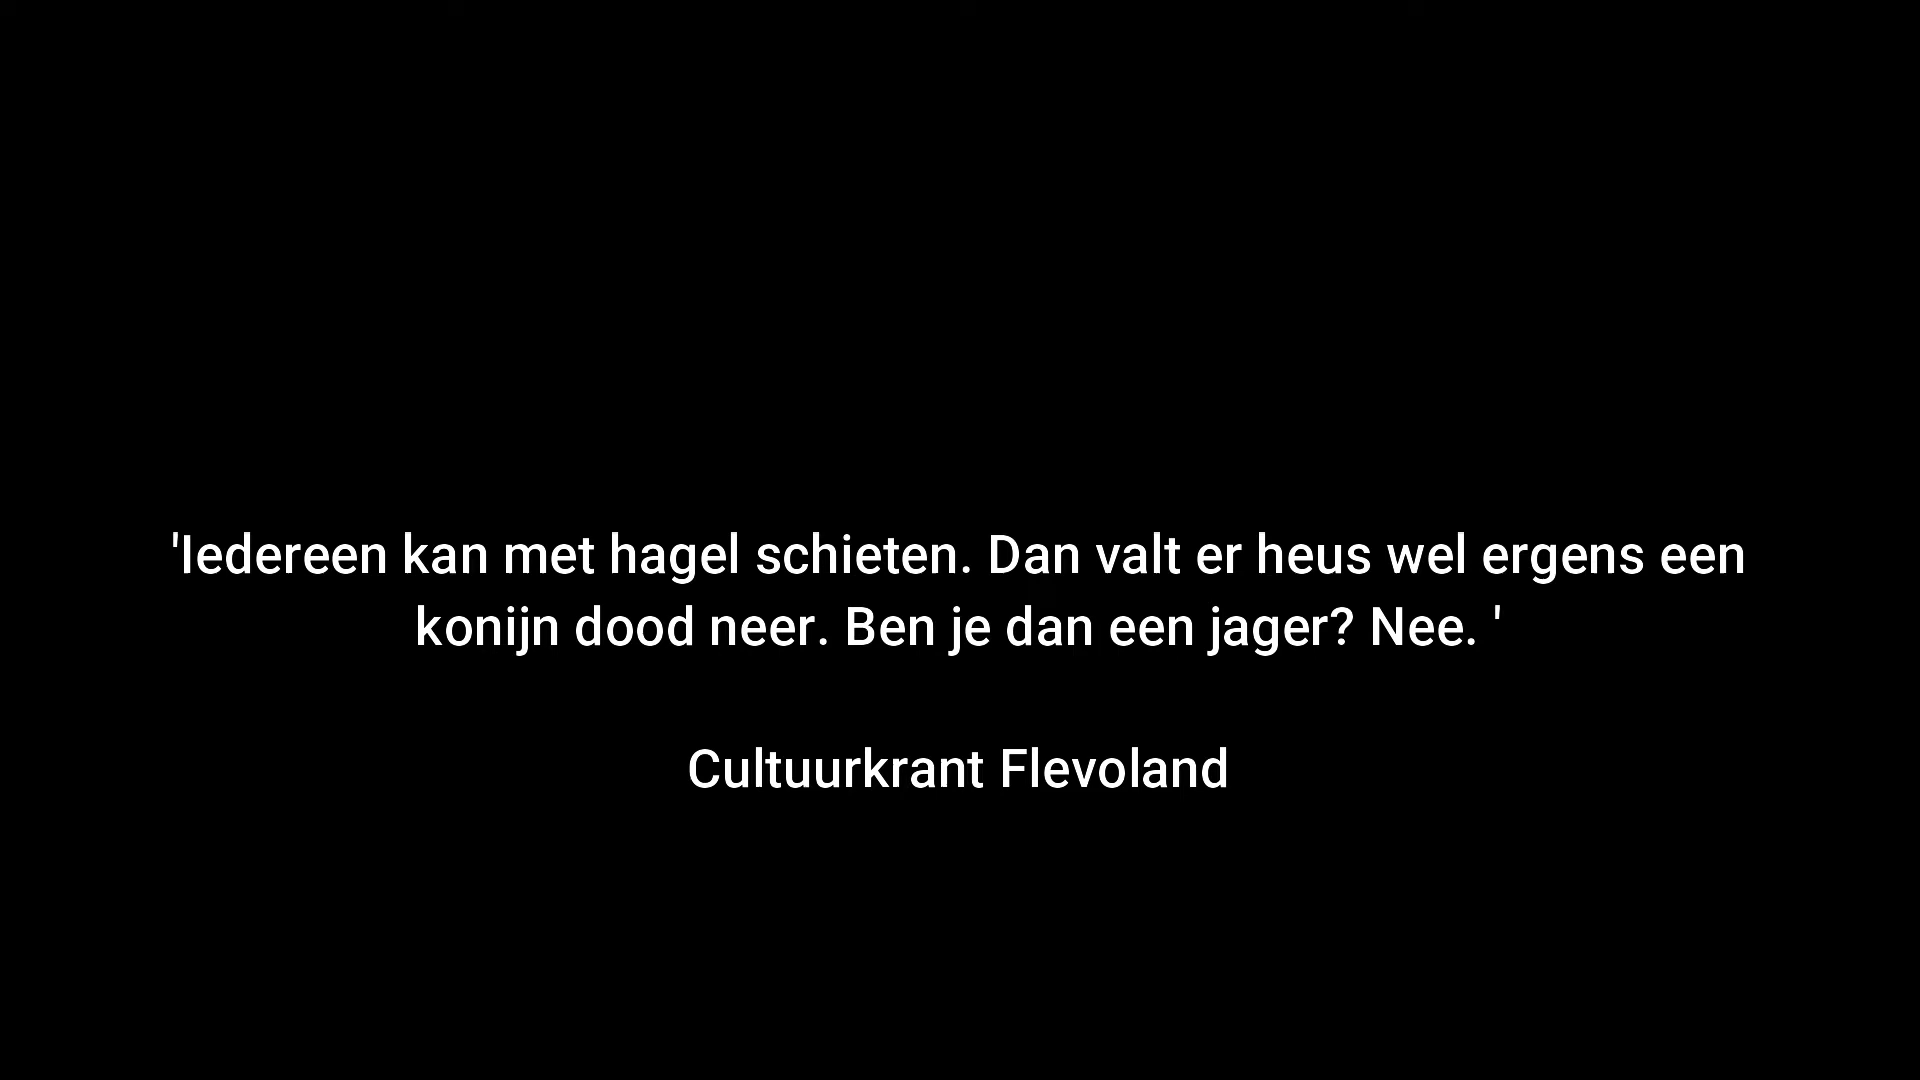 'Iedereen kan met hagel schieten. Dan valt er heus wel ergens een
konijn dood neer. Ben je dan een jager? Nee. '
Cultuurkrant Flevoland